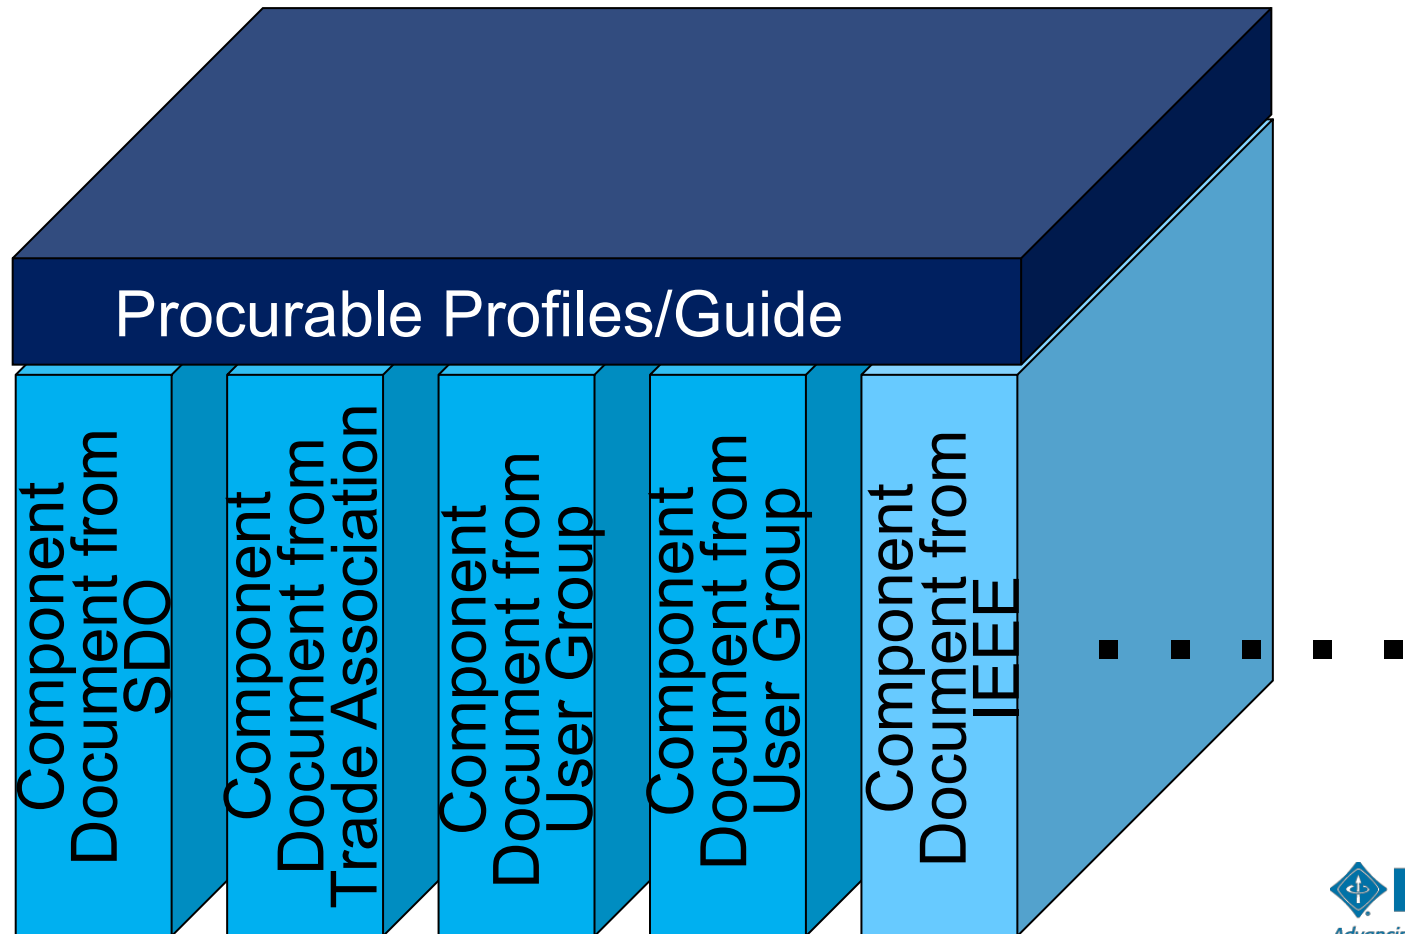 Procurable Profiles/Guide
Component
Document from
SDO
Component
Document from
Trade Association
Component
Document from
User Group
Component
Document from
User Group
Component
Document from
IEEE